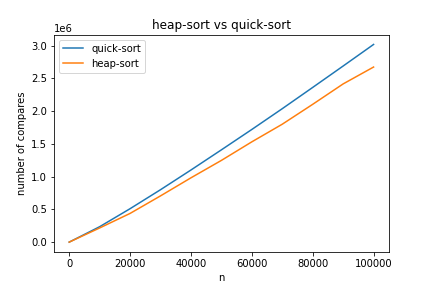 heap-sort vs quick-sort
1e6
quick-sort
heap-sort
number of compares
3.0
2.5
2.0
1.5
1.0
0.5
0.0
0 20000 40000 60000 80000 100000
n